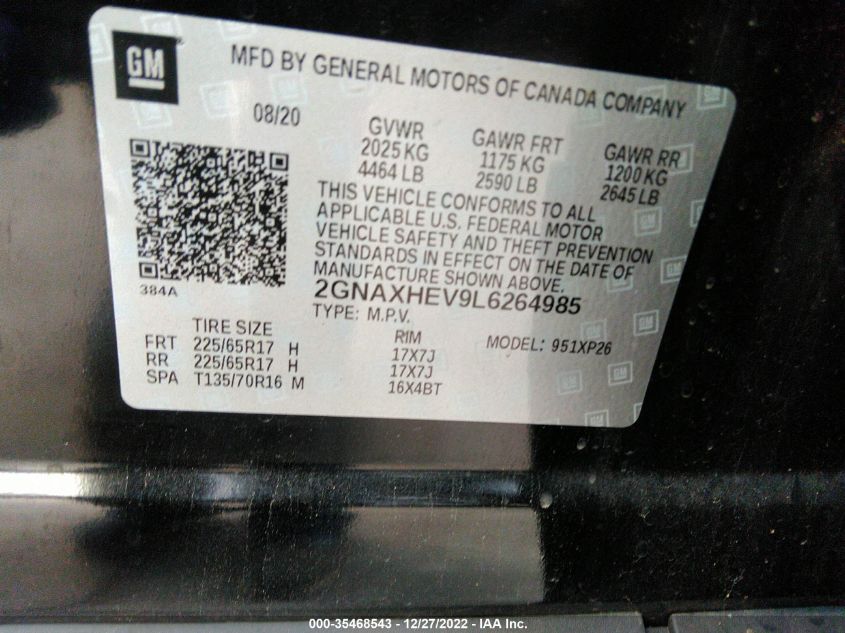 GM
MFD BY GENERAL MOTORS OF CANADA COMPANY
08/20
GVWR GAWR FRT GAWR RR
2025 KG 1175 KG 1200 KG
4464 LB 2590 LB 2645 LB
THIS VEHICLE CONFORMS TO ALL
APPLICABLE U.S. FEDERAL MOTOR
VEHICLE SAFETY AND THEFT PREVENTION
STANDARDS IN EFFECT ON THE DATE OF
MANUFACTURE SHOWN ABOVE.
384A
2GNAXHEV9L6264985
TYPE: M.P.V.
TIRE SIZE RIM MODEL: 951XP26
FRT 225/65R17 H 17X7J
RR 225/65R17 H 17X7J
SPA T135/70R16 M 16X4BT
000-35468543 - 12/27/2022 - IAA Inc.